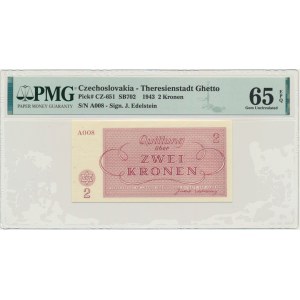 PMG
PAPER MONEY GUARANTY
Czechoslovakia - Theresienstadt Ghetto
Pick# CZ-651 SB702 1943 2 Kronen
S/N A008 - Sign. J. Edelstein
65 EPQ
Gem Uncirculated
A008
2
Quittung
über
ZWEI
KRONEN
2